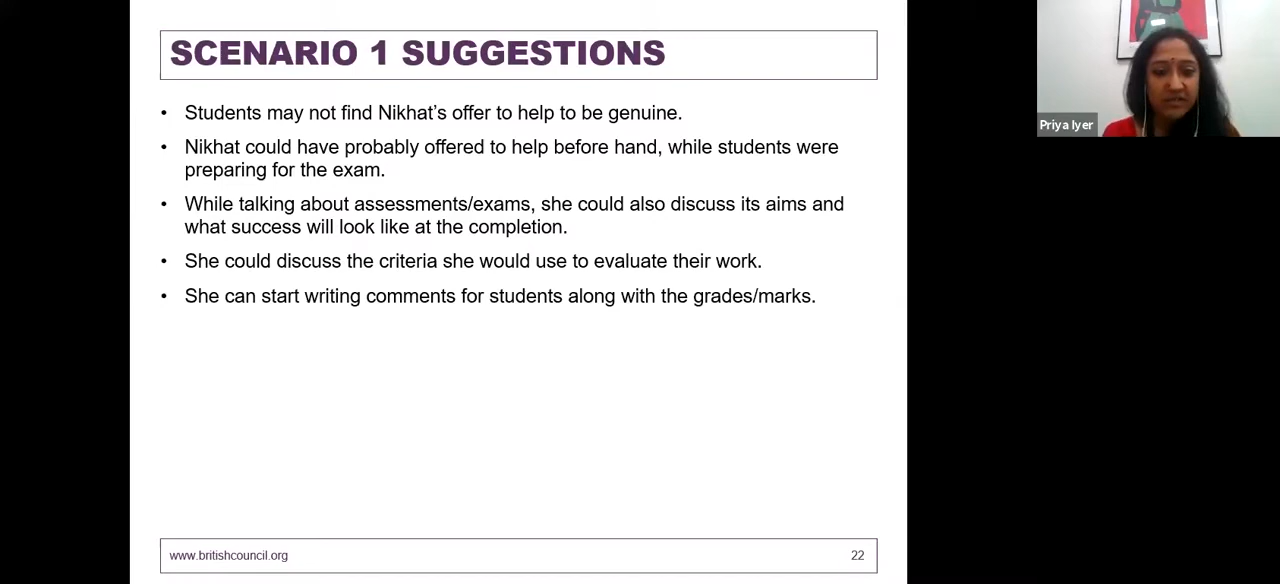 SCENARIO 1 SUGGESTIONS
• Students may not find Nikhat's offer to help to be genuine.
• Nikhat could have probably offered to help before hand, while students were
preparing for the exam.
• While talking about assessments/exams, she could also discuss its aims and
what success will look like at the completion.
• She could discuss the criteria she would use to evaluate their work.
• She can start writing comments for students along with the grades/marks.
www.britishcouncil.org
22
Priya Iyer